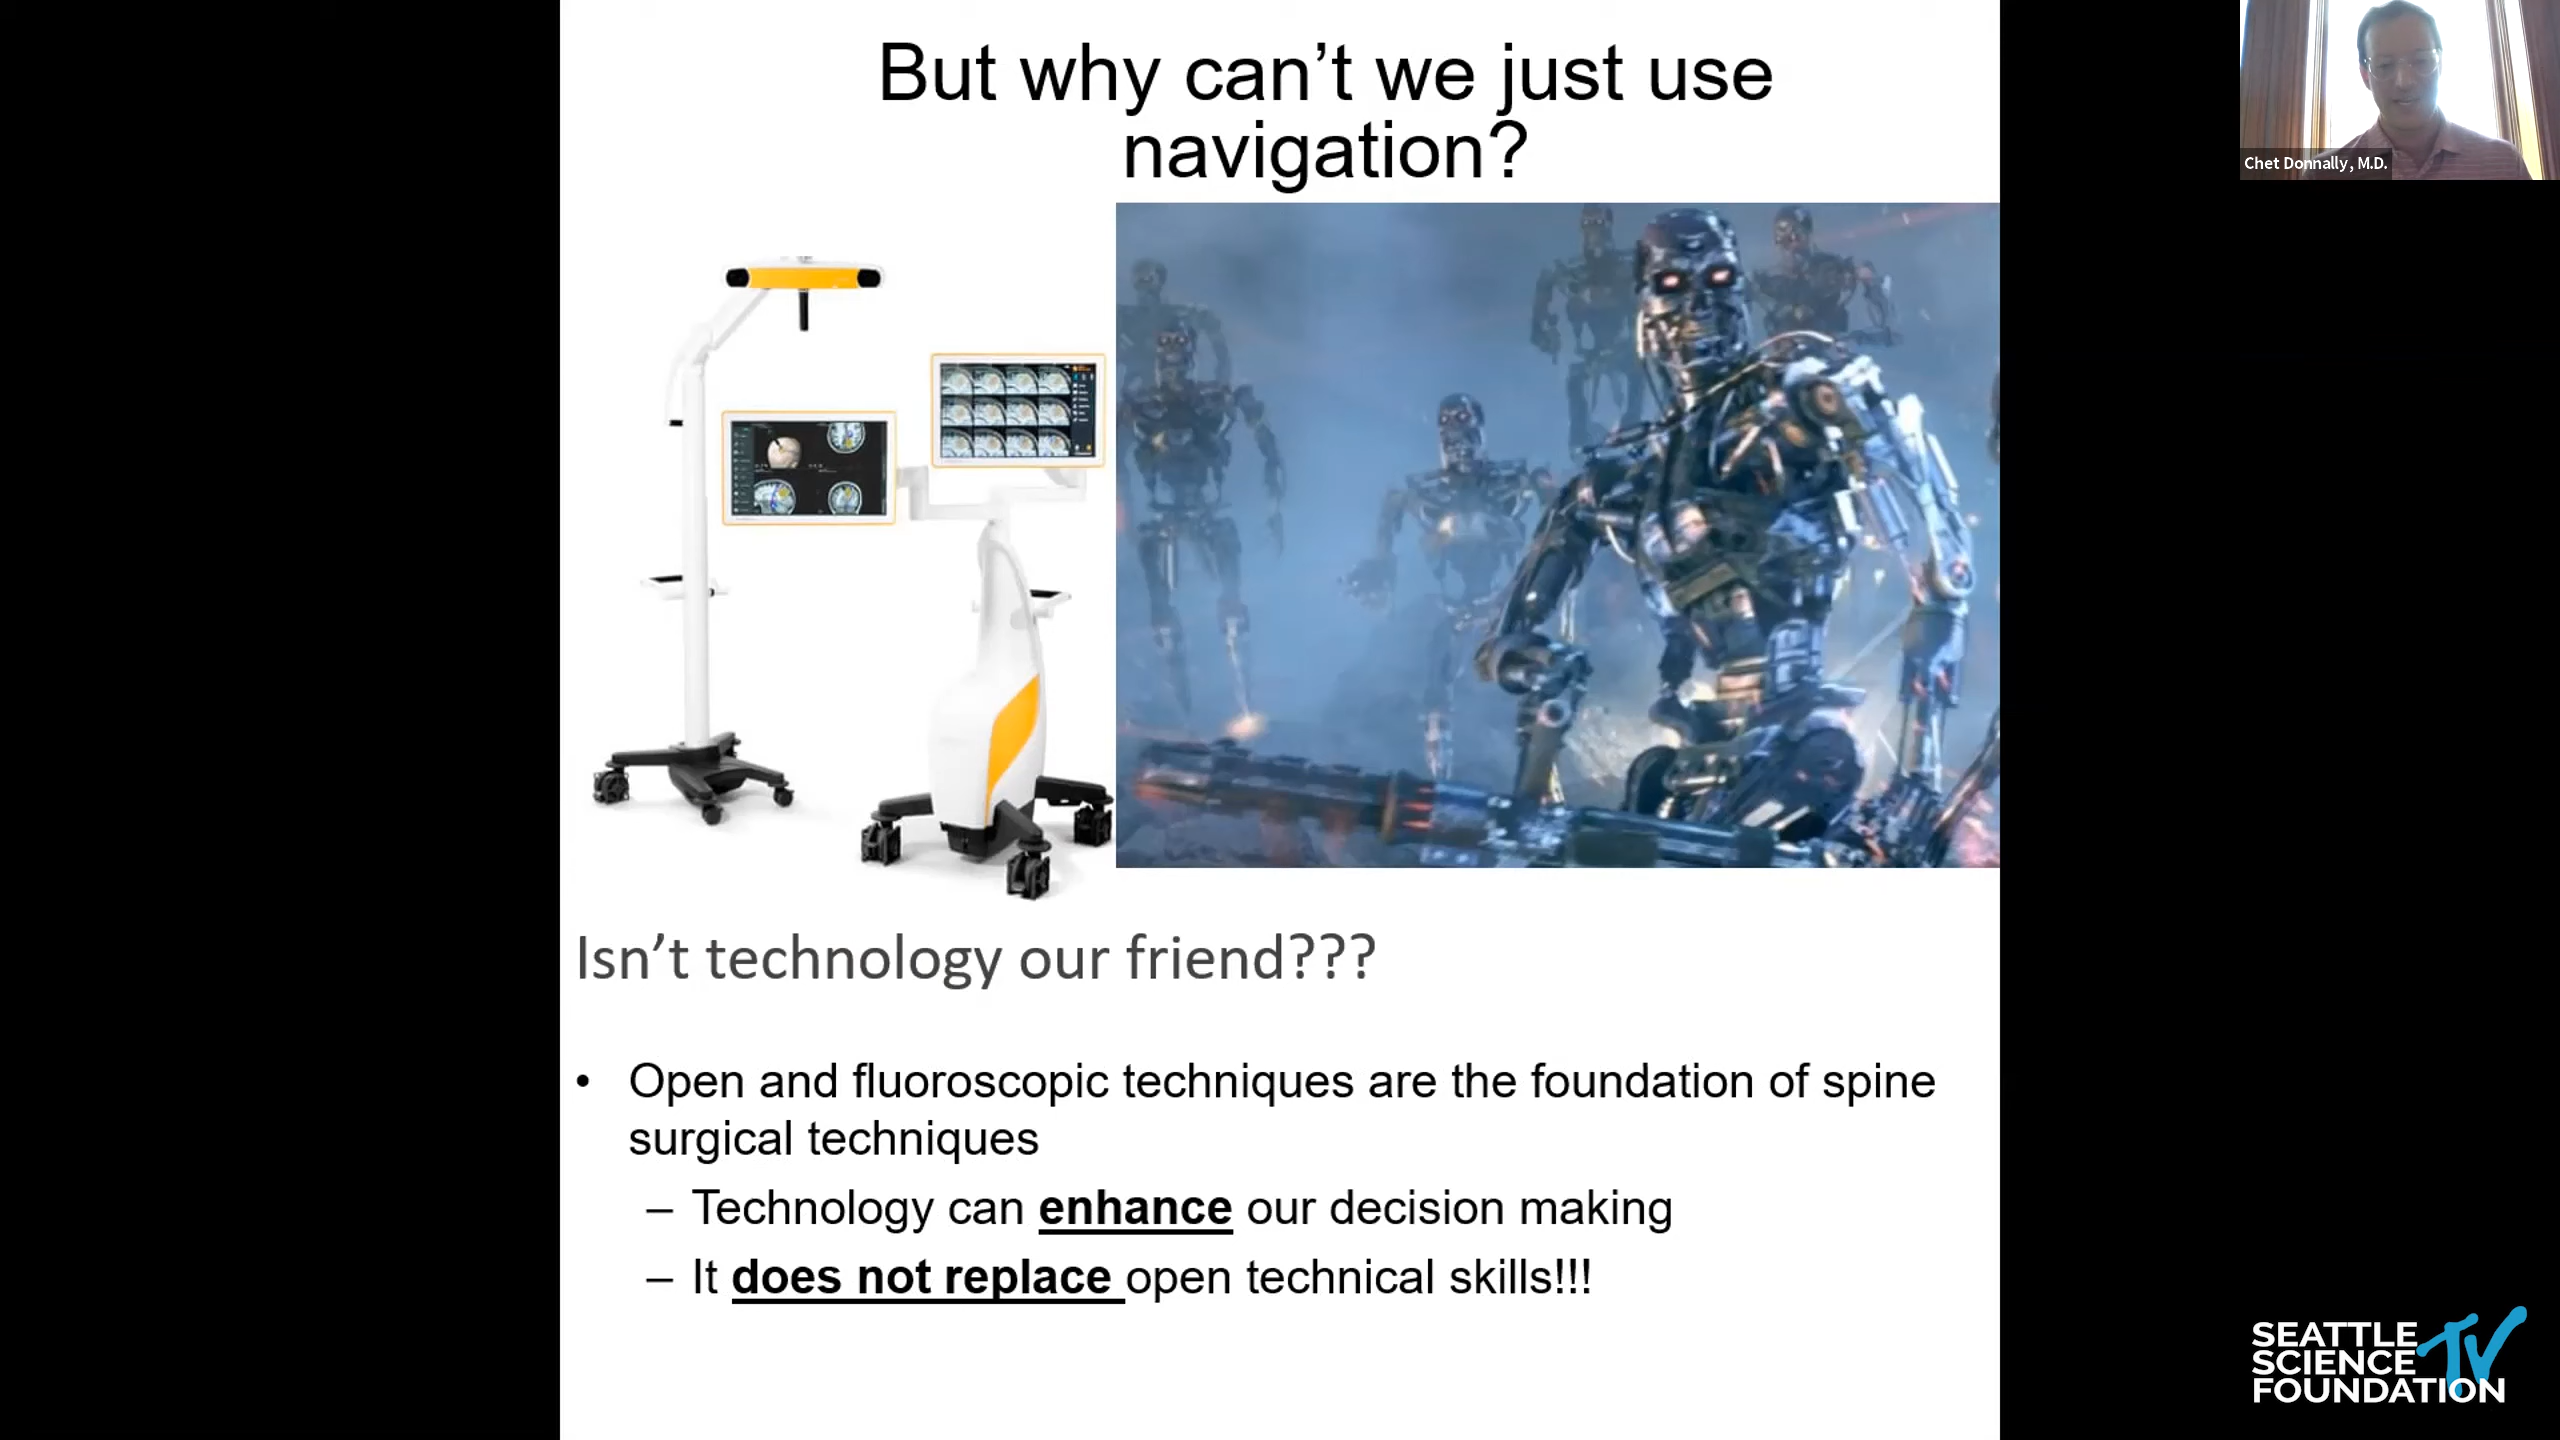 But why can’t we just use
navigation?
Chet Donnally, M.D.
Isn’t technology our friend???
• Open and fluoroscopic techniques are the foundation of spine
surgical techniques
– Technology can enhance our decision making
– It does not replace open technical skills!!!
SEATTLE
SCIENCE
FOUNDATION
TV